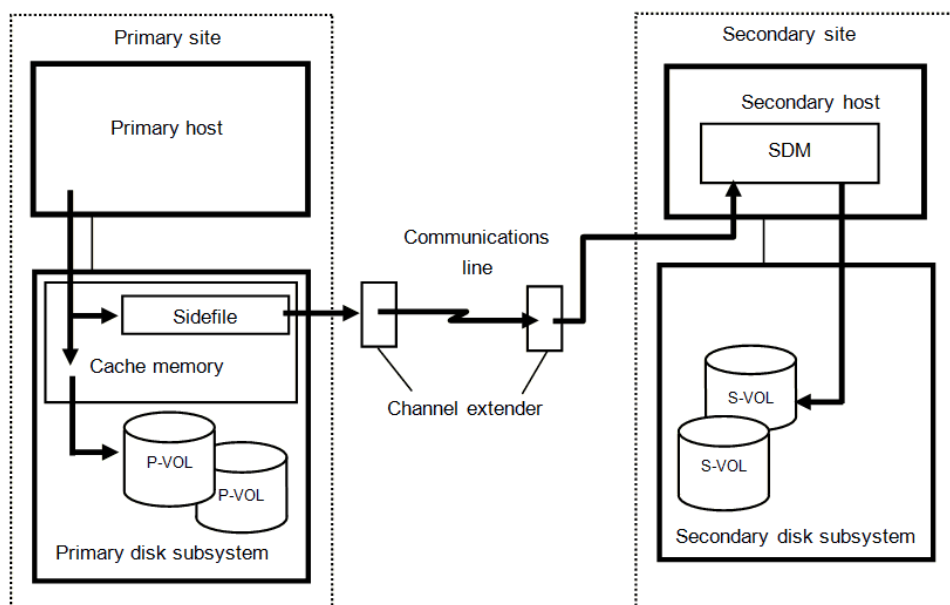 Primary site
Primary host
Sidefile
Cache memory
P-VOL
P-VOL
Primary disk subsystem
Communications
line
Channel extender
Secondary site
Secondary host
SDM
S-VOL
S-VOL
Secondary disk subsystem